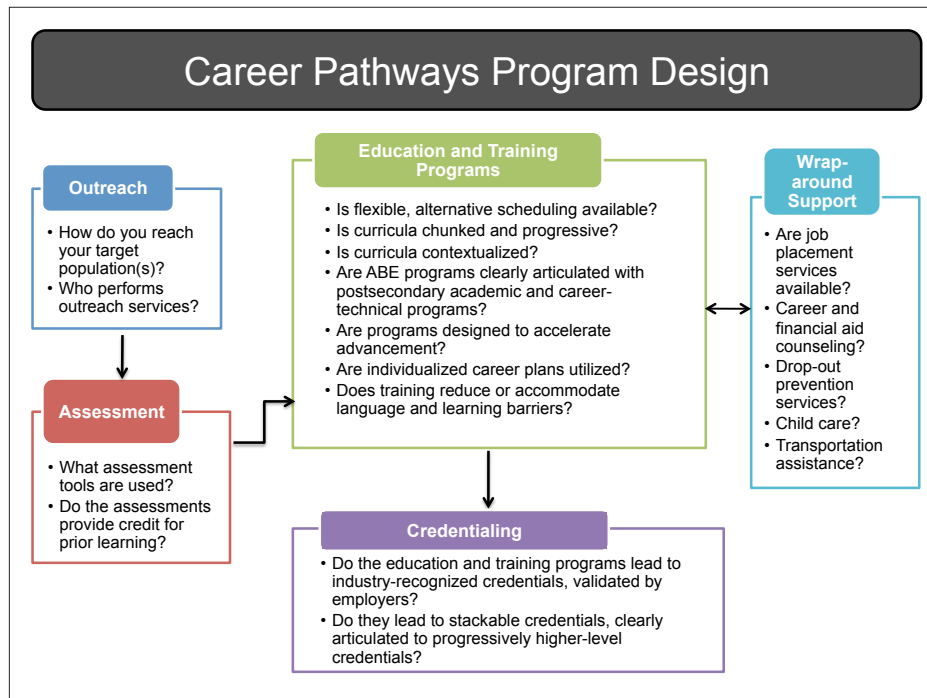 Career Pathways Program Design
Outreach
• How do you reach
your target
population(s)?
• Who performs
outreach services?
Assessment
• What assessment
tools are used?
• Do the assessments
provide credit for
prior learning?
Education and Training
Programs
• Is flexible, alternative scheduling available?
• Is curricula chunked and progressive?
• Is curricula contextualized?
• Are ABE programs clearly articulated with
postsecondary academic and career-
technical programs?
• Are programs designed to accelerate
advancement?
• Are individualized career plans utilized?
• Does training reduce or accommodate
language and learning barriers?
Credentialing
• Do the education and training programs lead to
industry-recognized credentials, validated by
employers?
• Do they lead to stackable credentials, clearly
articulated to progressively higher-level
credentials?
Wrap-
around
Support
• Are job
placement
services
available?
• Career and
financial aid
counseling?
• Drop-out
prevention
services?
• Child care?
• Transportation
assistance?